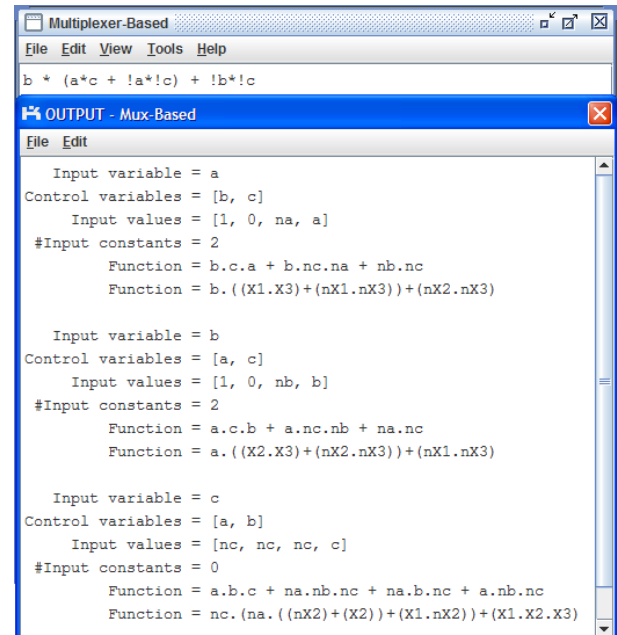 Multiplexer-Based
File Edit View Tools Help
b * (a*c + !a*!c) + !b*!c
OUTPUT - Mux-Based
File Edit
Input variable = a
Control variables = [b, c]
Input values = [1, 0, na, a]
#Input constants = 2
Function = b.c.a + b.nc.na + nb.nc
Function = b.((X1.X3)+(nX1.nX3))+(nX2.nX3)
Input variable = b
Control variables = [a, c]
Input values = [1, 0, nb, b]
#Input constants = 2
Function = a.c.b + a.nc.nb + na.nc
Function = a.((X2.X3)+(nX2.nX3))+(nX1.nX3)
Input variable = c
Control variables = [a, b]
Input values = [nc, nc, nc, c]
#Input constants = 0
Function = a.b.c + na.nb.nc + na.b.nc + a.nb.nc
Function = nc.(na.((nX2)+(X2))+(X1.nX2))+(X1.X2.X3)